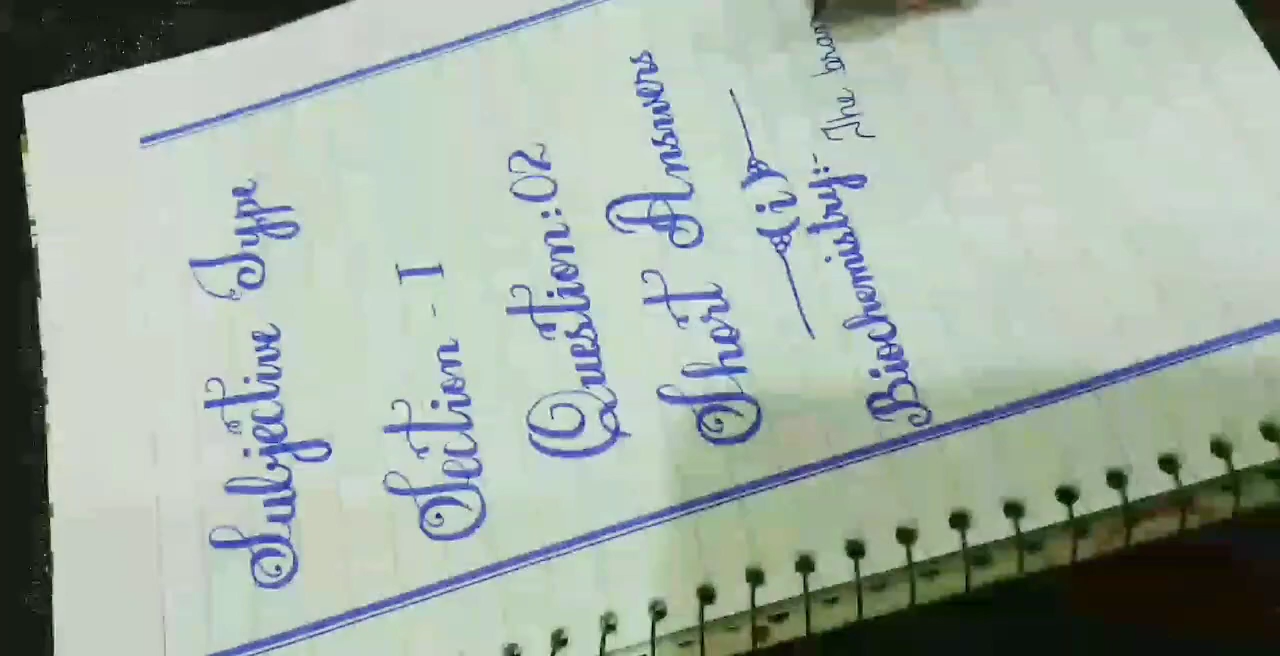 Subjective Type
Section - I
Question:02
Short Answers
(i)
Biochemistry:- The